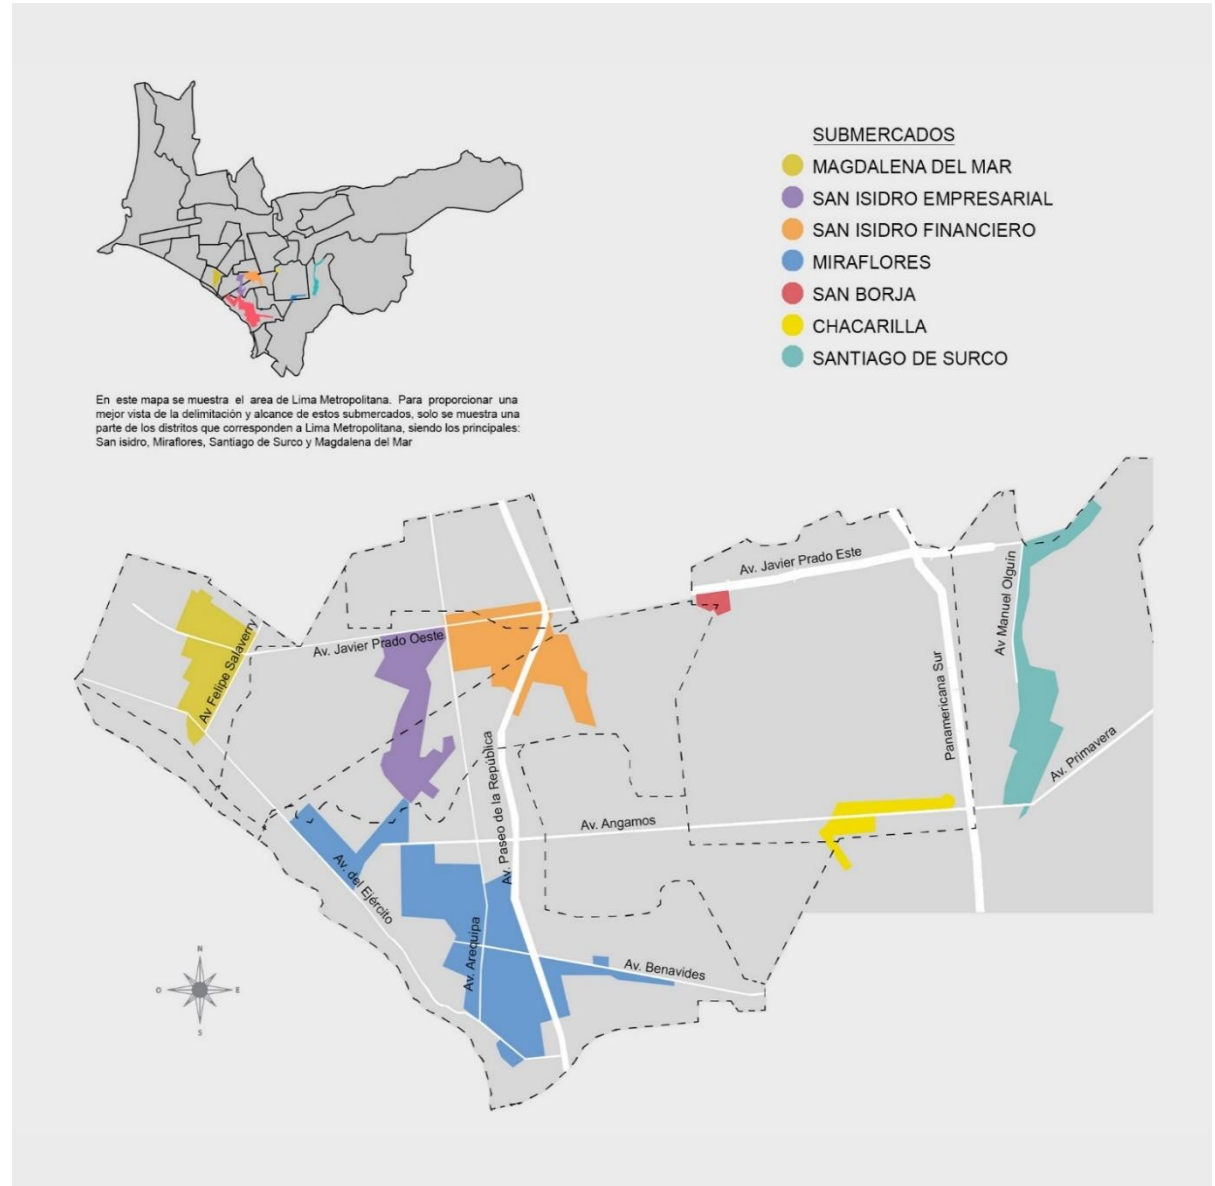 SUBMERCADOS
MAGDALENA DEL MAR
SAN ISIDRO EMPRESARIAL
SAN ISIDRO FINANCIERO
MIRAFLORES
SAN BORJA
CHACARILLA
SANTIAGO DE SURCO
En este mapa se muestra el area de Lima Metropolitana. Para proporcionar una
mejor vista de la delimitación y alcance de estos submercados, solo se muestra una
parte de los distritos que corresponden a Lima Metropolitana, siendo los principales:
San isidro, Miraflores, Santiago de Surco y Magdalena del Mar
Av. Javier Prado Este
Av Manuel Olguín
Av. Javier Prado Oeste
Av. Felipe Salaverry
Panamericana Sur
Av. Primavera
Av. Paseo de la República
Av. Angamos
Av. del Ejército
Av. Arequipa
Av. Benavides
N
O
E
S